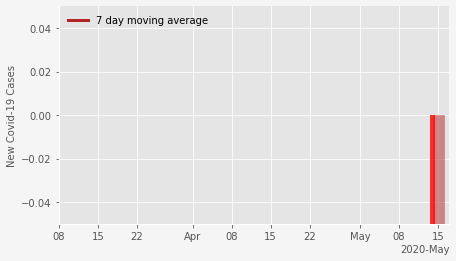 7 day moving average
0.04
0.02
0.00
−0.02
−0.04
New Covid-19 Cases
08 15 22 Apr 08 15 22 May 08 15
2020-May